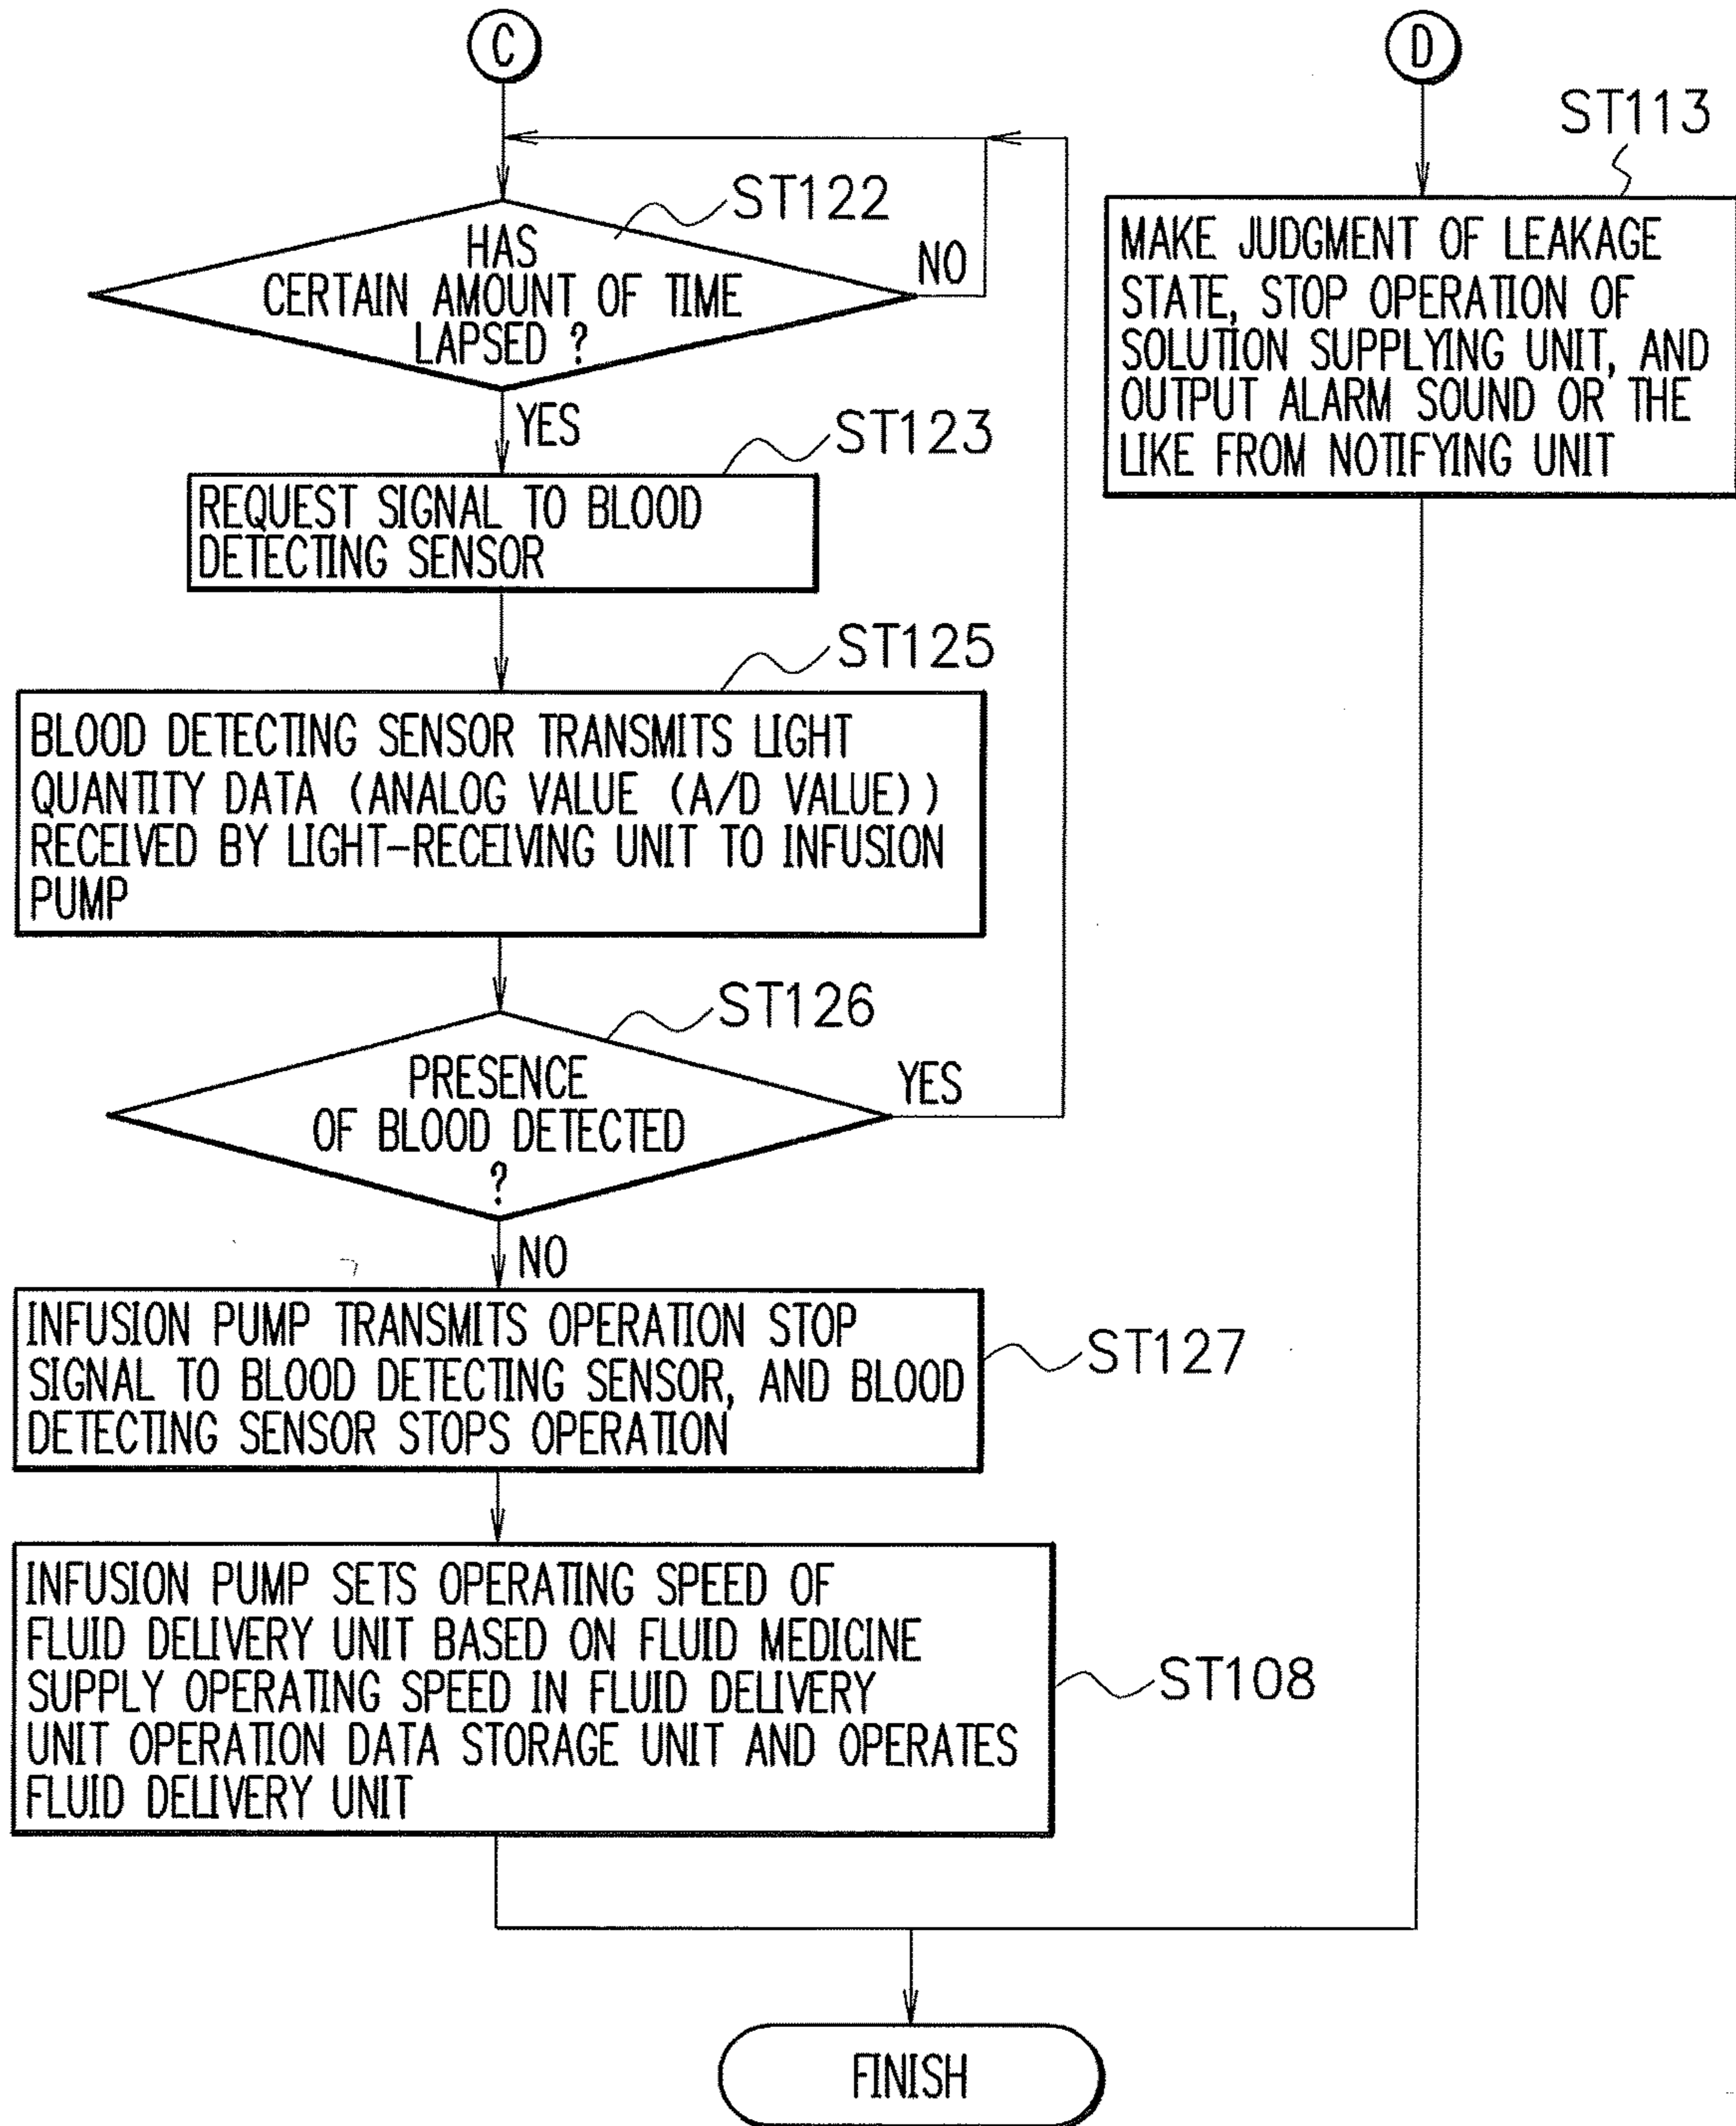 C
ST122
HAS
CERTAIN AMOUNT OF TIME
LAPSED ?
NO
YES
ST123
REQUEST SIGNAL TO BLOOD
DETECTING SENSOR
ST125
BLOOD DETECTING SENSOR TRANSMITS LIGHT
QUANTITY DATA (ANALOG VALUE (A/D VALUE))
RECEIVED BY LIGHT-RECEIVING UNIT TO INFUSION
PUMP
ST126
PRESENCE
OF BLOOD DETECTED
?
YES
NO
INFUSION PUMP TRANSMITS OPERATION STOP
SIGNAL TO BLOOD DETECTING SENSOR, AND BLOOD
DETECTING SENSOR STOPS OPERATION
ST127
INFUSION PUMP SETS OPERATING SPEED OF
FLUID DELIVERY UNIT BASED ON FLUID MEDICINE
SUPPLY OPERATING SPEED IN FLUID DELIVERY
UNIT OPERATION DATA STORAGE UNIT AND OPERATES
FLUID DELIVERY UNIT
ST108
D
ST113
MAKE JUDGMENT OF LEAKAGE
STATE, STOP OPERATION OF
SOLUTION SUPPLYING UNIT, AND
OUTPUT ALARM SOUND OR THE
LIKE FROM NOTIFYING UNIT
FINISH